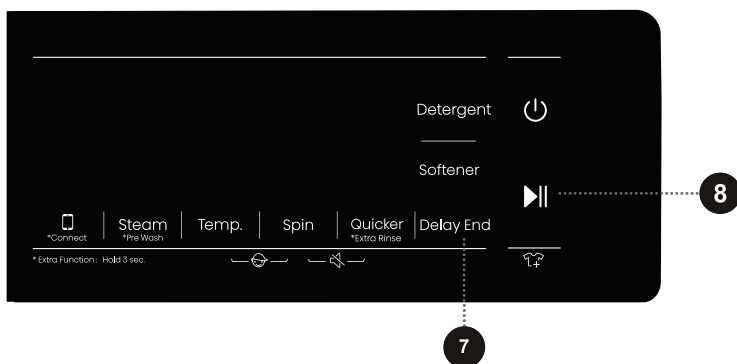 Detergent
Softener
8
*Connect
Steam
*Pre Wash
Temp.
Spin
Quicker
*Extra Rinse
Delay End
* Extra Function: Hold 3 sec.
7